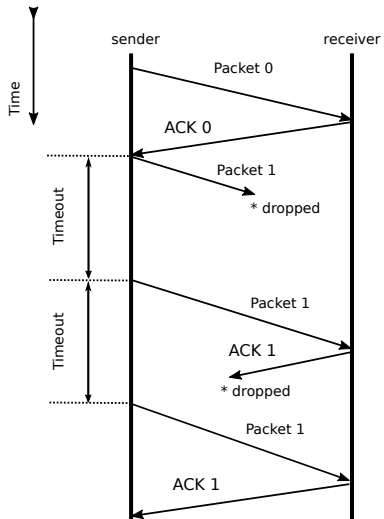 sender
receiver
Time
Packet 0
ACK 0
Packet 1
* dropped
Timeout
Packet 1
ACK 1
* dropped
Timeout
Packet 1
ACK 1